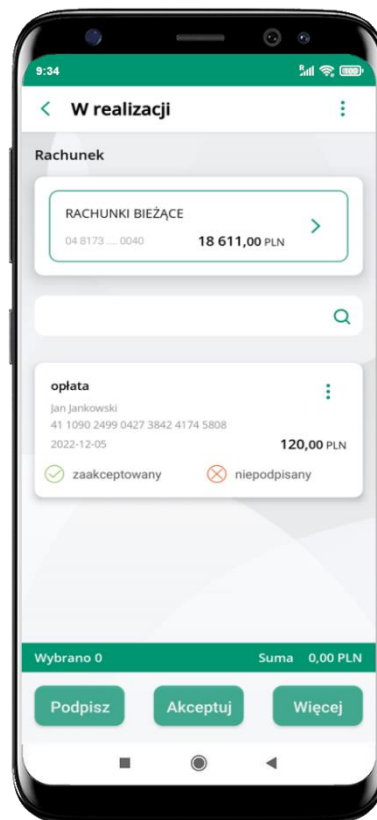 9:34
W realizacji
Rachunek
RACHUNKI BIEŻĄCE
04 8173 .... 0040 18 611,00 PLN
opłata
Jan Jankowski
41 1090 2499 0427 3842 4174 5808
2022-12-05 120,00 PLN
zaakceptowany niepodpisany
Wybrano 0 Suma 0,00 PLN
Podpisz Akceptuj Więcej